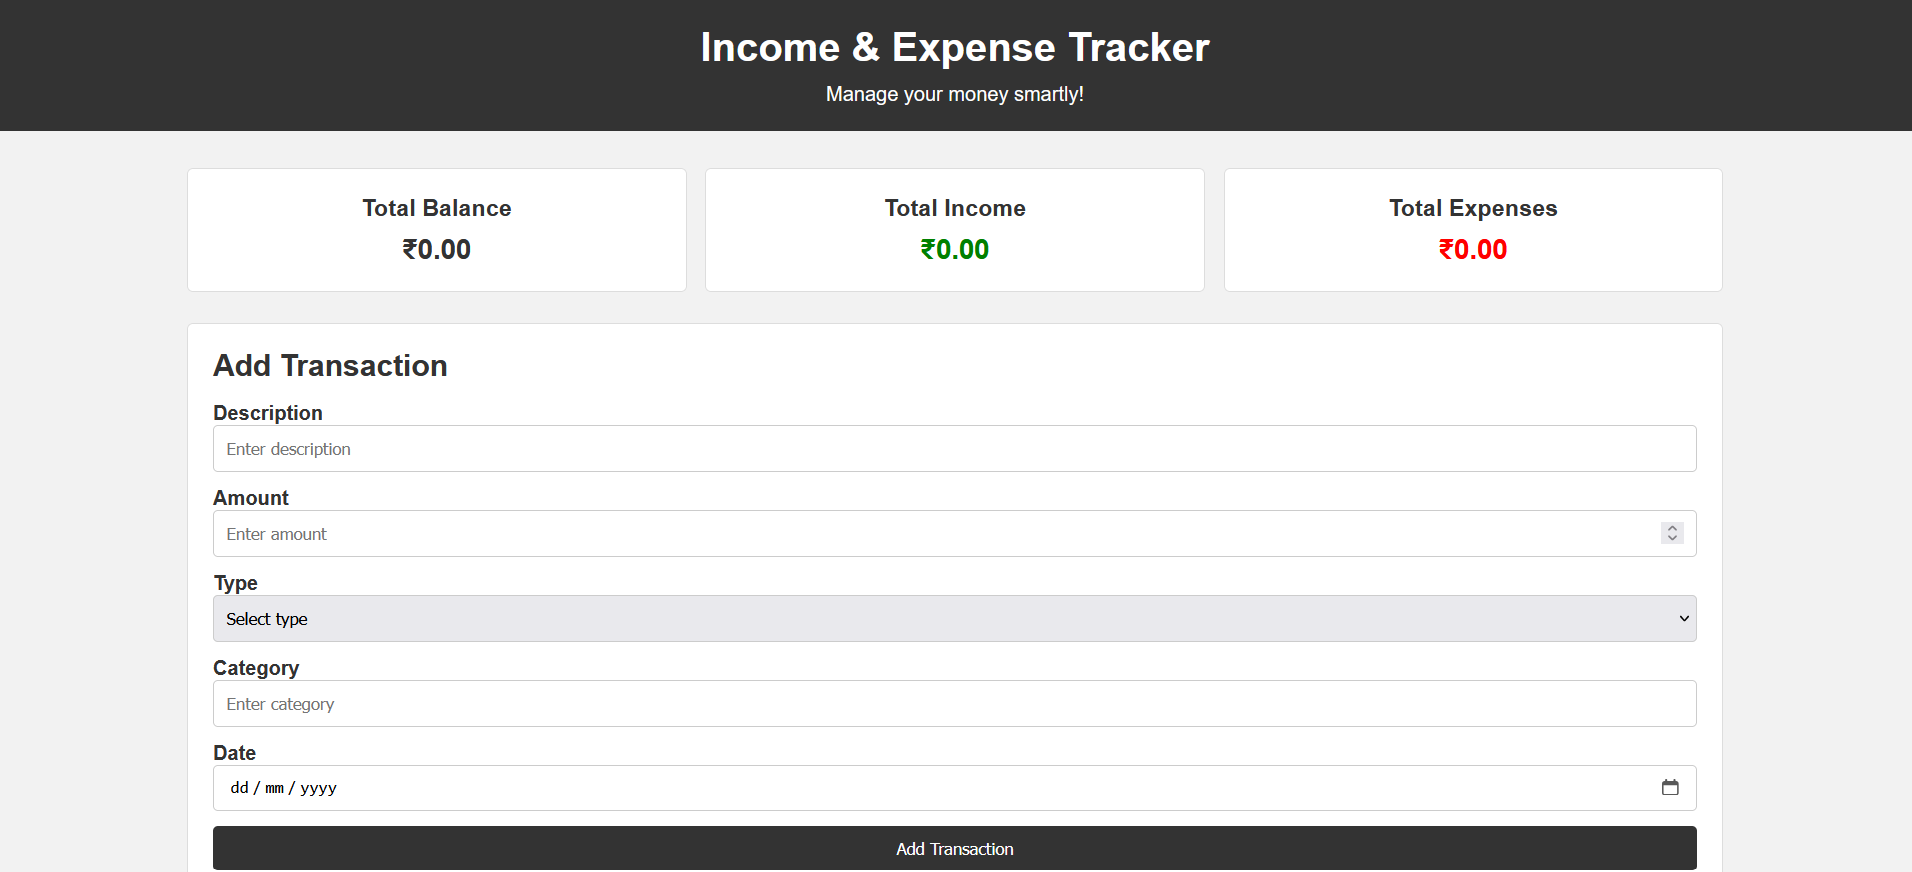 Income & Expense Tracker
Manage your money smartly!
Total Balance
₹0.00
Total Income
₹0.00
Total Expenses
₹0.00
Add Transaction
Description
Enter description
Amount
Enter amount
Type
Select type
Category
Enter category
Date
dd / mm / yyyy
Add Transaction